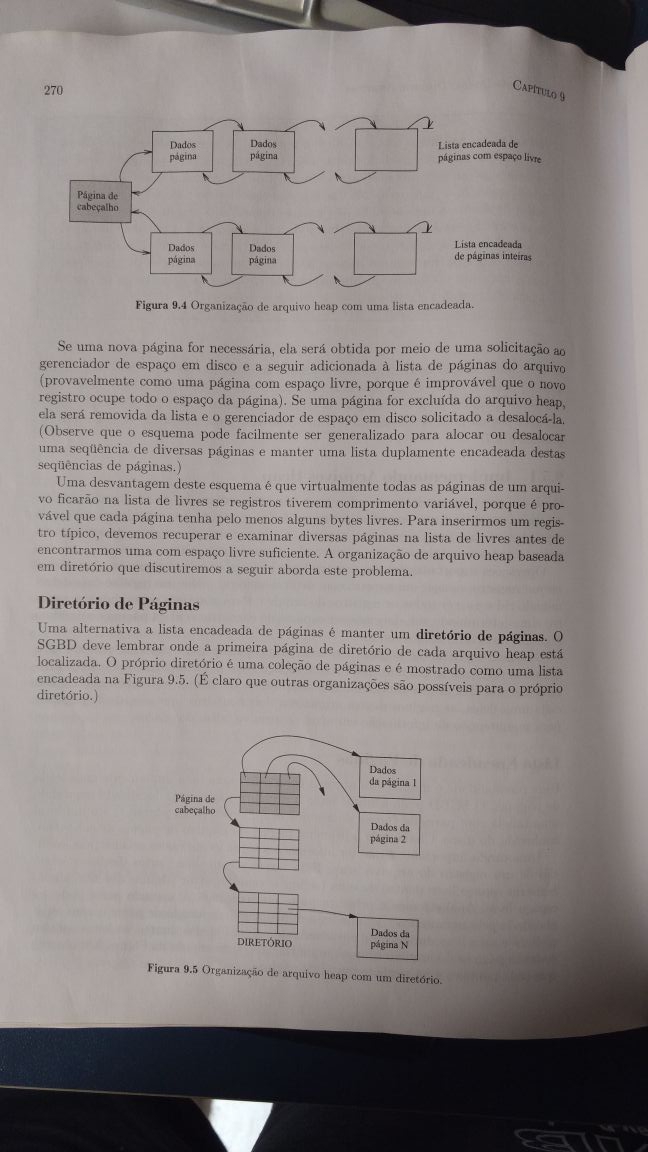 270
CAPÍTULO 9
Dados
página
Dados
página
Lista encadeada de
páginas com espaço livre
Página de
cabeçalho
Dados
página
Dados
página
Lista encadeada
de páginas inteiras
Figura 9.4 Organização de arquivo heap com uma lista encadeada.
Se uma nova página for necessária, ela será obtida por meio de uma solicitação ao
gerenciador de espaço em disco e a seguir adicionada à lista de páginas do arquivo
(provavelmente como uma página com espaço livre, porque é improvável que o novo
registro ocupe todo o espaço da página). Se uma página for excluída do arquivo heap,
ela será removida da lista e o gerenciador de espaço em disco solicitado a desalocá-la.
(Observe que o esquema pode facilmente ser generalizado para alocar ou desalocar
uma seqüência de diversas páginas e manter uma lista duplamente encadeada destas
seqüências de páginas.)
Uma desvantagem deste esquema é que virtualmente todas as páginas de um arqui-
vo ficarão na lista de livres se registros tiverem comprimento variável, porque é pro-
vável que cada página tenha pelo menos alguns bytes livres. Para inserirmos um regis-
tro típico, devemos recuperar e examinar diversas páginas na lista de livres antes de
encontrarmos uma com espaço livre suficiente. A organização de arquivo heap baseada
em diretório que discutiremos a seguir aborda este problema.
Diretório de Páginas
Uma alternativa a lista encadeada de páginas é manter um diretório de páginas. O
SGBD deve lembrar onde a primeira página de diretório de cada arquivo heap está
localizada. O próprio diretório é uma coleção de páginas e é mostrado como uma lista
encadeada na Figura 9.5. (É claro que outras organizações são possíveis para o próprio
diretório.)
Dados
da página 1
Página de
cabeçalho
Dados da
página 2
Dados da
página N
DIRETÓRIO
Figura 9.5 Organização de arquivo heap com um diretório.